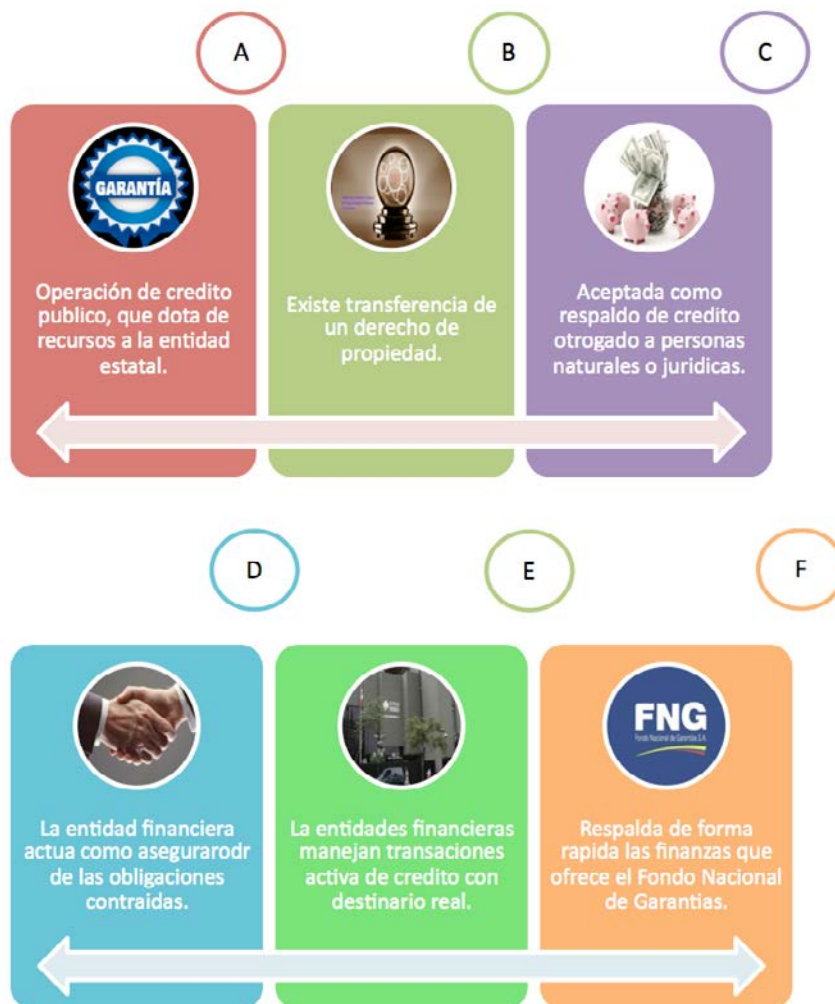 A
B
C
GARANTÍA
Operación de credito
publico, que dota de
recursos a la entidad
estatal.
Existe transferencia de
un derecho de
propiedad.
Aceptada como
respaldo de credito
otrogado a personas
naturales o juridicas.
D
E
F
FNG
Fondo Nacional de Garantías S.A.
La entidad financiera
actua como asegurarodr
de las obligaciones
contraidas.
La entidades financieras
manejan transaciones
activa de credito con
destinario real.
Respalda de forma
rapida las finanzas que
ofrece el Fondo Nacional
de Garantias.